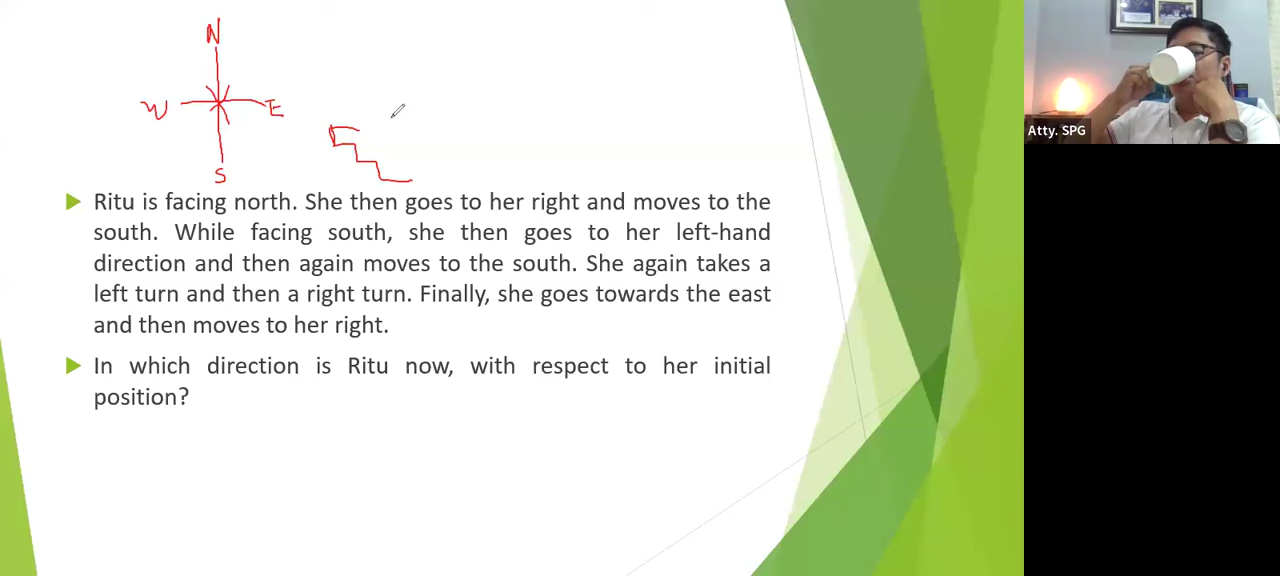 N
W
E
S
Atty. SPG
Ritu is facing north. She then goes to her right and moves to the
south. While facing south, she then goes to her left-hand
direction and then again moves to the south. She again takes a
left turn and then a right turn. Finally, she goes towards the east
and then moves to her right.
In which direction is Ritu now, with respect to her initial
position?